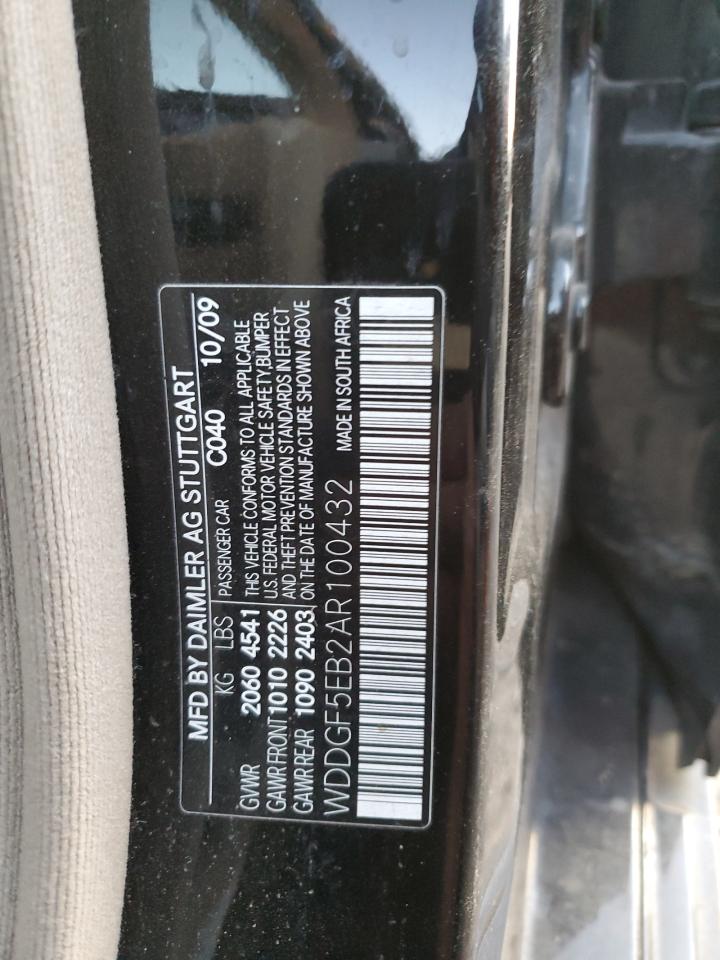 MFD BY DAIMLER AG STUTTGART
KG LBS PASSENGER CAR C040 10/09
GVWR 2060 4541 THIS VEHICLE CONFORMS TO ALL APPLICABLE
GAWR FRONT 1010 2226 U.S. FEDERAL MOTOR VEHICLE SAFETY,BUMPER
AND THEFT PREVENTION STANDARDS IN EFFECT
GAWR REAR 1090 2403 ON THE DATE OF MANUFACTURE SHOWN ABOVE
WDDGF5EB2AR100432 MADE IN SOUTH AFRICA